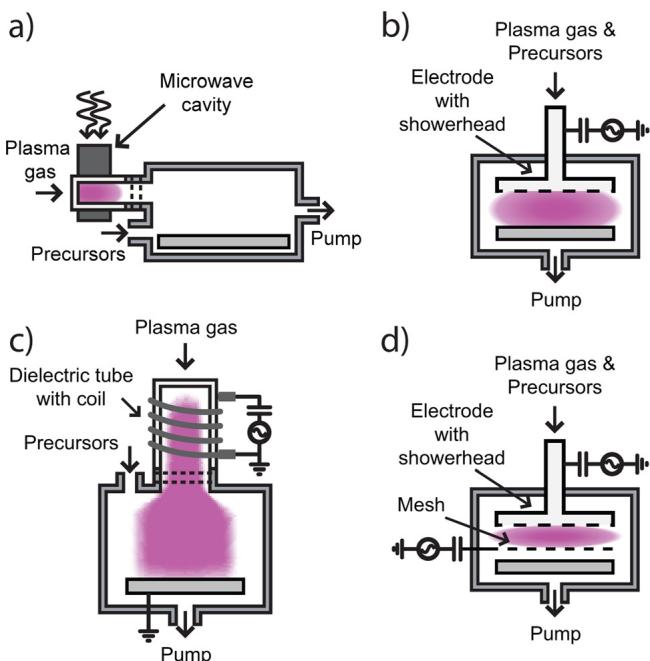 a)
Microwave
cavity
Plasma
gas
Precursors
Pump
b)
Plasma gas &
Precursors
Electrode
with
showerhead
Pump
c)
Plasma gas
Dielectric tube
with coil
Precursors
Pump
d)
Plasma gas &
Precursors
Electrode
with
showerhead
Mesh
Pump